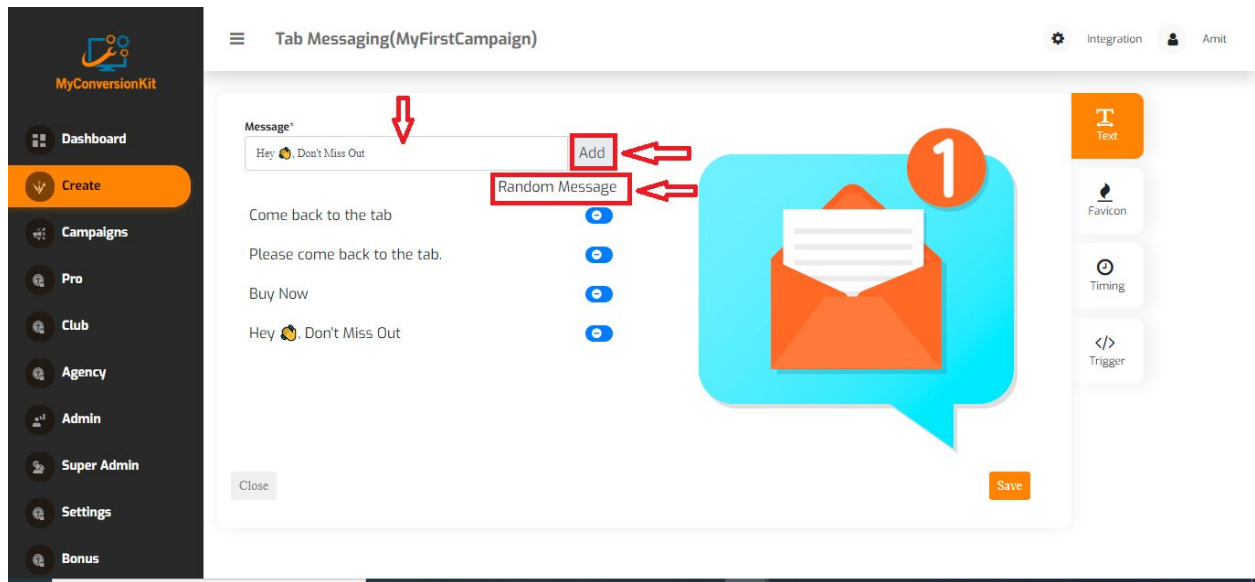 MyConversionKit
Dashboard
Create
Campaigns
Pro
Club
Agency
Admin
Super Admin
Settings
Bonus
Tab Messaging(MyFirstCampaign)
Integration
Amit
Message*
Hey 👏, Don't Miss Out
Add
Random Message
Come back to the tab
Please come back to the tab.
Buy Now
Hey 👏, Don't Miss Out
1
Close
Save
T
Text
Favicon
Timing
</>
Trigger